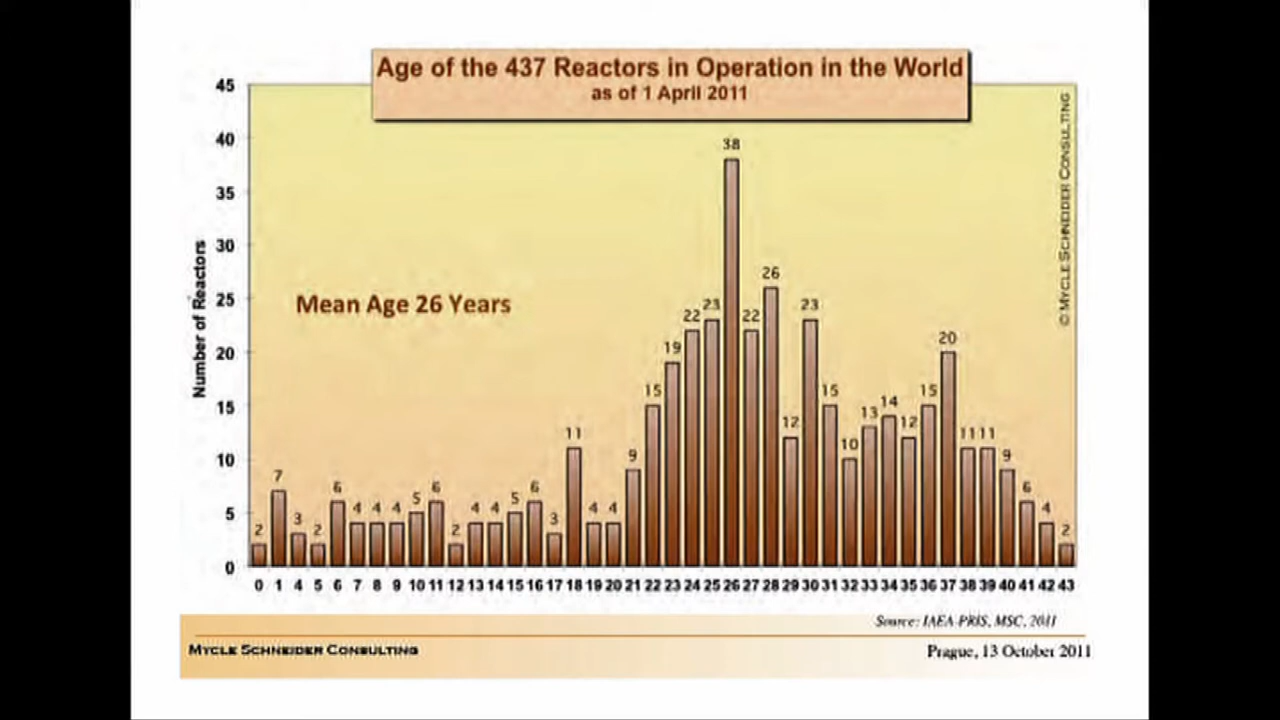 Age of the 437 Reactors in Operation in the World
as of 1 April 2011
© MYCLE SCHNEIDER CONSULTING
Number of Reactors
45
40
35
30
25
20
15
10
5
0
Mean Age 26 Years
2 7 3 2 6 4 4 4 5 6 2 4 4 5 6 3 11 4 4 9 15 19 22 23 38 22 26 12 23 15 10 13 14 12 15 20 11 11 9 6 4 2
0 1 4 5 6 7 8 9 10 11 12 13 14 15 16 17 18 19 20 21 22 23 24 25 26 27 28 29 30 31 32 33 34 35 36 37 38 39 40 41 42 43
Source: IAEA-PRIS, MSC, 2011
MYCLE SCHNEIDER CONSULTING
Prague, 13 October 2011